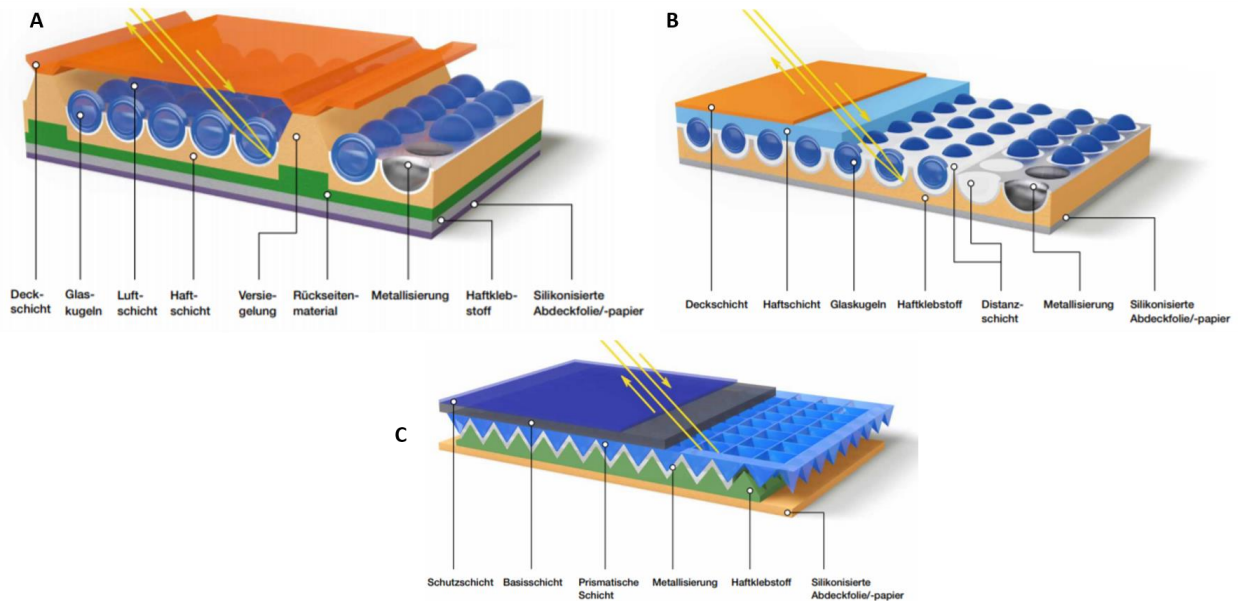 A
Deck-
schicht
Glas-
kugeln
Luft-
schicht
Haft-
schicht
Versie-
gelung
Rückseiten-
material
Metallisierung
Haftkleb-
stoff
Silikonisierte
Abdeckfolie/-papier
B
Deckschicht
Haftschicht
Glaskugeln
Haftklebstoff
Distanz-
schicht
Metallisierung
Silikonisierte
Abdeckfolie/-papier
C
Schutzschicht
Basisschicht
Prismatische
Schicht
Metallisierung
Haftklebstoff
Silikonisierte
Abdeckfolie/-papier